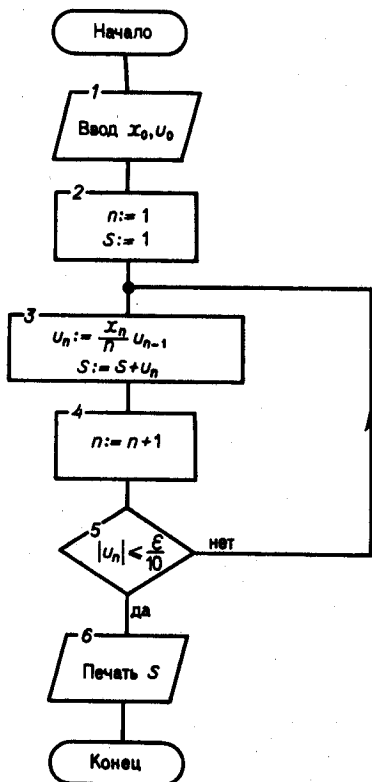 Начало
1
Ввод x₀, u₀
2
n := 1
S := 1
3
uₙ := xₙ/n uₙ₋₁
S := S + uₙ
4
n := n + 1
5
|uₙ| ⩽ ε/10
нет
да
6
Печать S
Конец